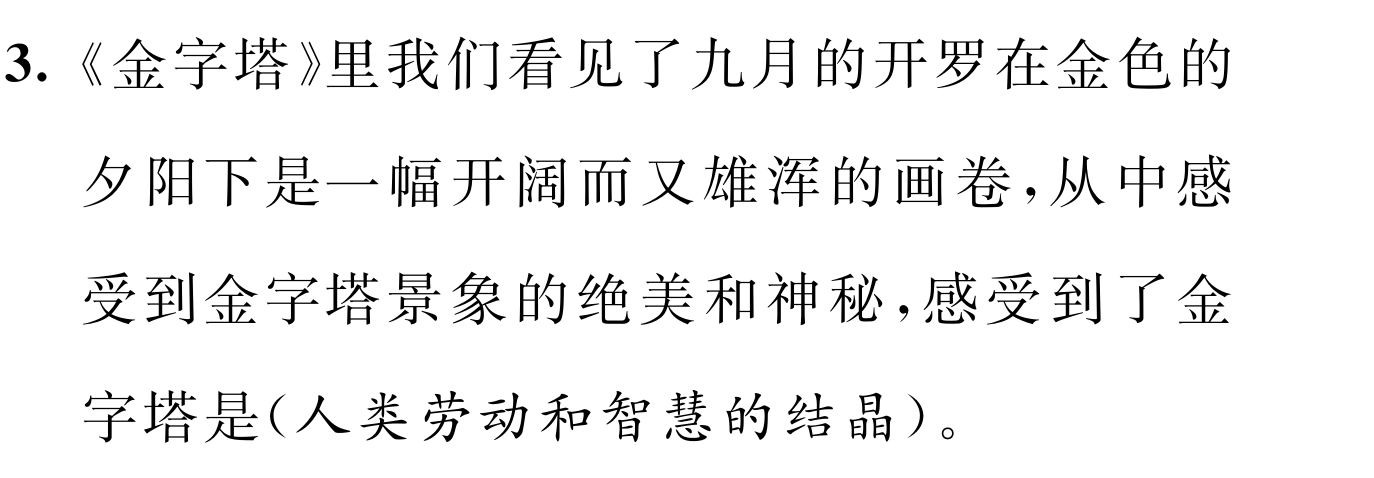 3.《金字塔》里我们看见了九月的开罗在金色的
夕阳下是一幅开阔而又雄浑的画卷,从中感
受到金字塔景象的绝美和神秘,感受到了金
字塔是(人类劳动和智慧的结晶)。